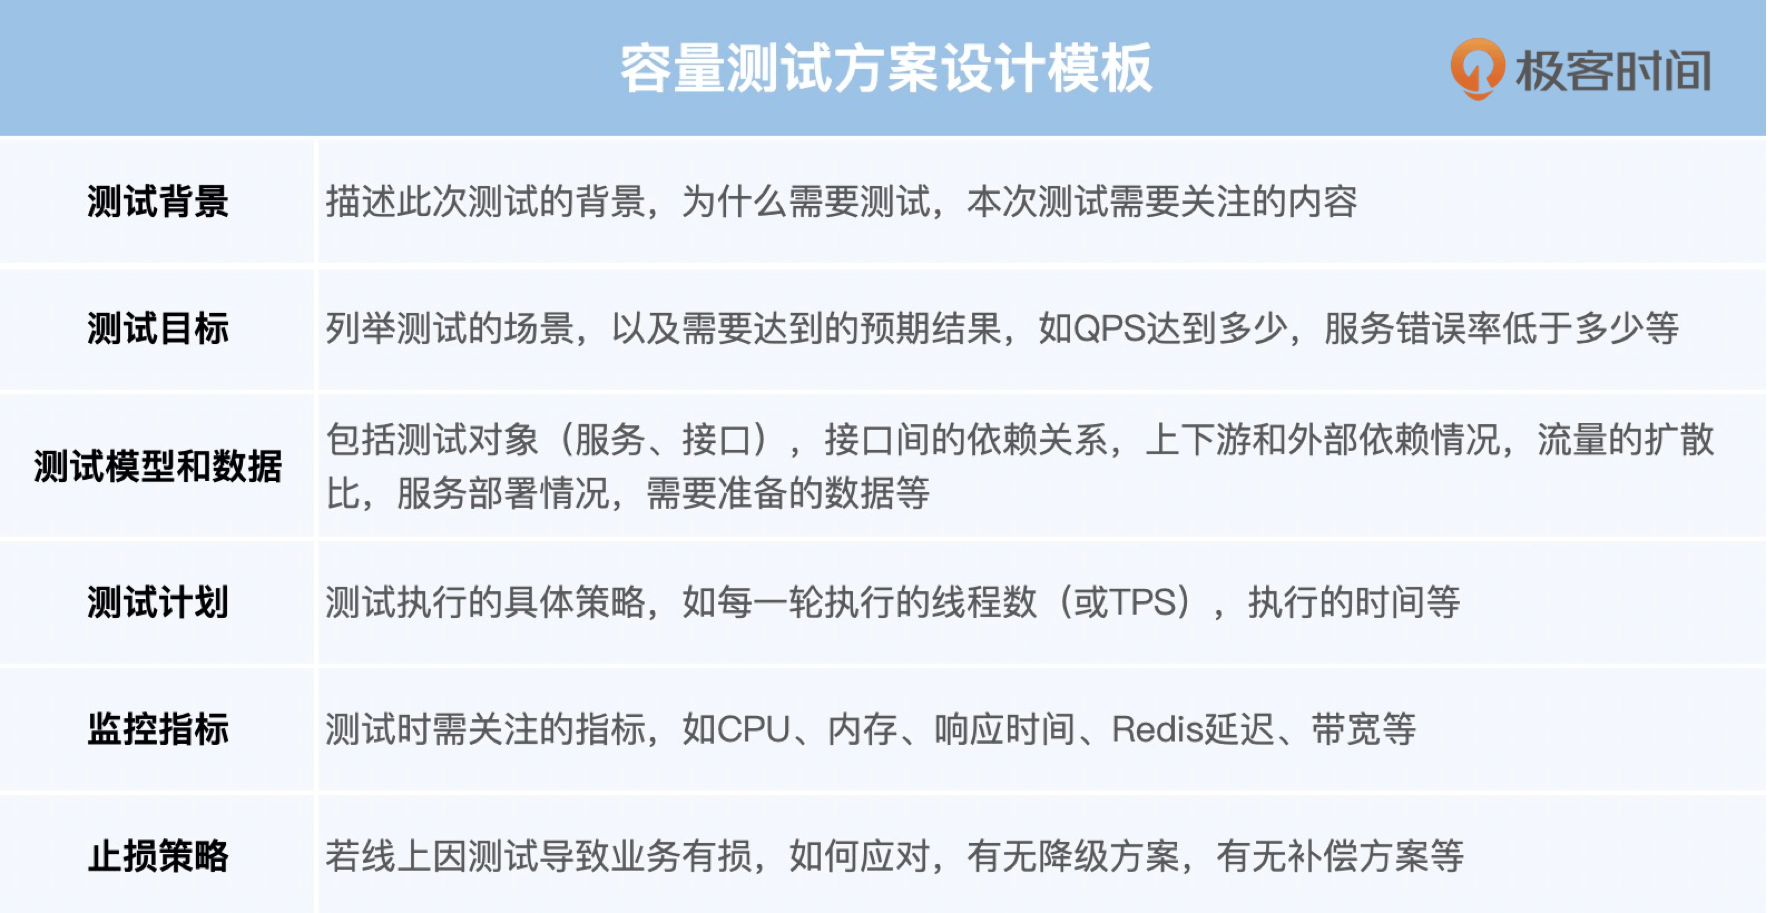 容量测试方案设计模板
极客时间
测试背景
描述此次测试的背景，为什么需要测试，本次测试需要关注的内容
测试目标
列举测试的场景，以及需要达到的预期结果，如QPS达到多少，服务错误率低于多少等
测试模型和数据
包括测试对象（服务、接口），接口间的依赖关系，上下游和外部依赖情况，流量的扩散
比，服务部署情况，需要准备的数据等
测试计划
测试执行的具体策略，如每一轮执行的线程数（或TPS），执行的时间等
监控指标
测试时需关注的指标，如CPU、内存、响应时间、Redis延迟、带宽等
止损策略
若线上因测试导致业务有损，如何应对，有无降级方案，有无补偿方案等